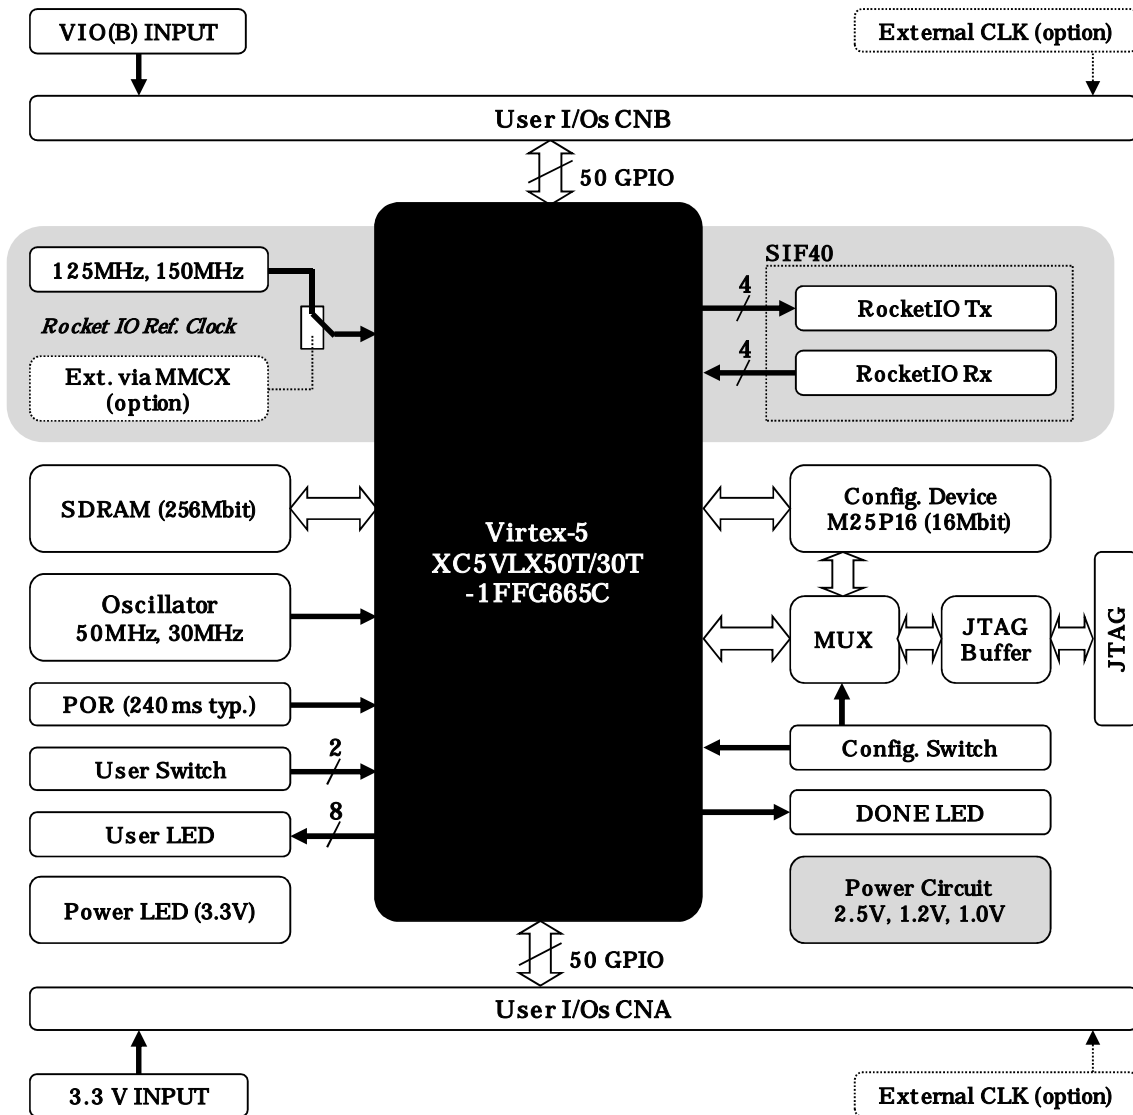 VIO(B) INPUT
External CLK (option)
User I/Os CNB
50 GPIO
125MHz, 150MHz
Rocket IO Ref. Clock
Ext. via MMCX
(option)
SIF40
4
RocketIO Tx
4
RocketIO Rx
SDRAM (256Mbit)
Config. Device
M25P16 (16Mbit)
Virtex-5
XC5VLX50T/30T
-1FFG665C
Oscillator
50MHz, 30MHz
MUX
JTAG
Buffer
JTAG
POR (240 ms typ.)
2
User Switch
Config. Switch
8
User LED
DONE LED
Power LED (3.3V)
Power Circuit
2.5V, 1.2V, 1.0V
50 GPIO
User I/Os CNA
3.3 V INPUT
External CLK (option)